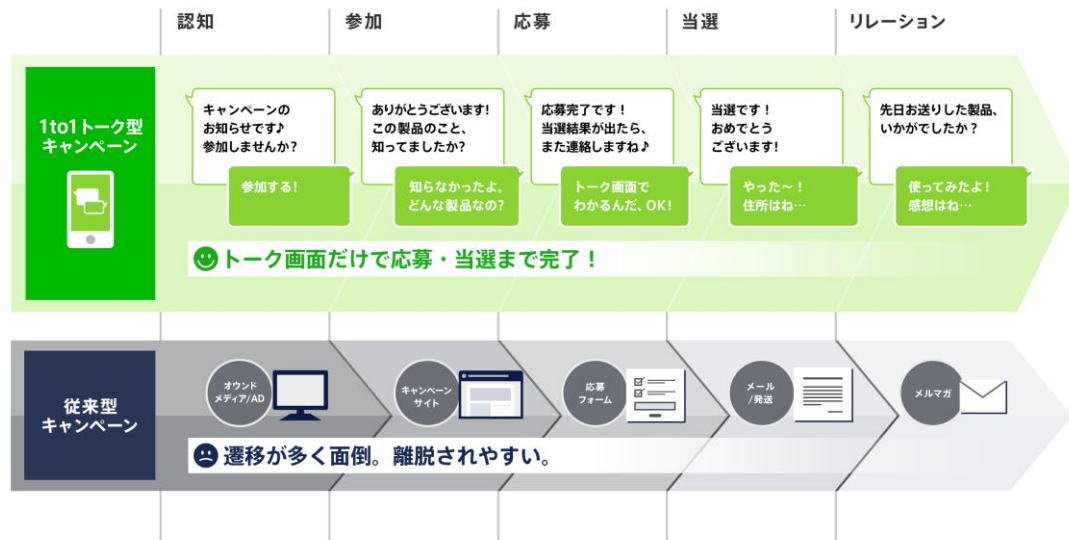 認知
参加
応募
当選
リレーション
1to1トーク型
キャンペーン
キャンペーンの
お知らせです♪
参加しませんか?
参加する!
ありがとうございます!
この製品のこと、
知ってましたか?
知らなかったよ。
どんな製品なの?
応募完了です!
当選結果が出たら、
また連絡しますね♪
トーク画面で
わかるんだ、OK!
当選です!
おめでとう
ございます!
やった~!
住所はね…
先日お送りした製品、
いかがでしたか?
使ってみたよ!
感想はね…
トーク画面だけで応募・当選まで完了!
従来型
キャンペーン
オウンド
メディア/AD
キャンペーン
サイト
応募
フォーム
メール
/発送
メルマガ
遷移が多く面倒。離脱されやすい。